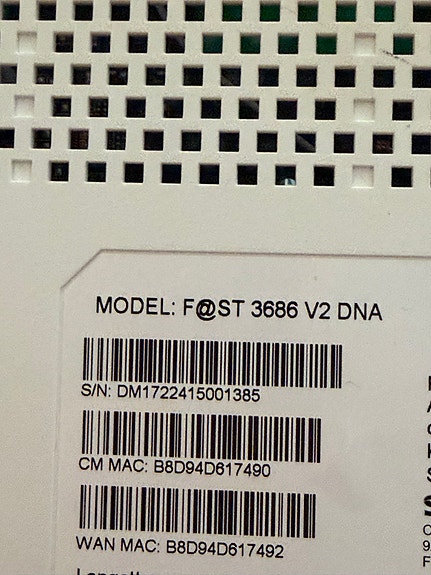 MODEL: F@ST 3686 V2 DNA
S/N: DM1722415001385
CM MAC: B8D94D617490
WAN MAC: B8D94D617492